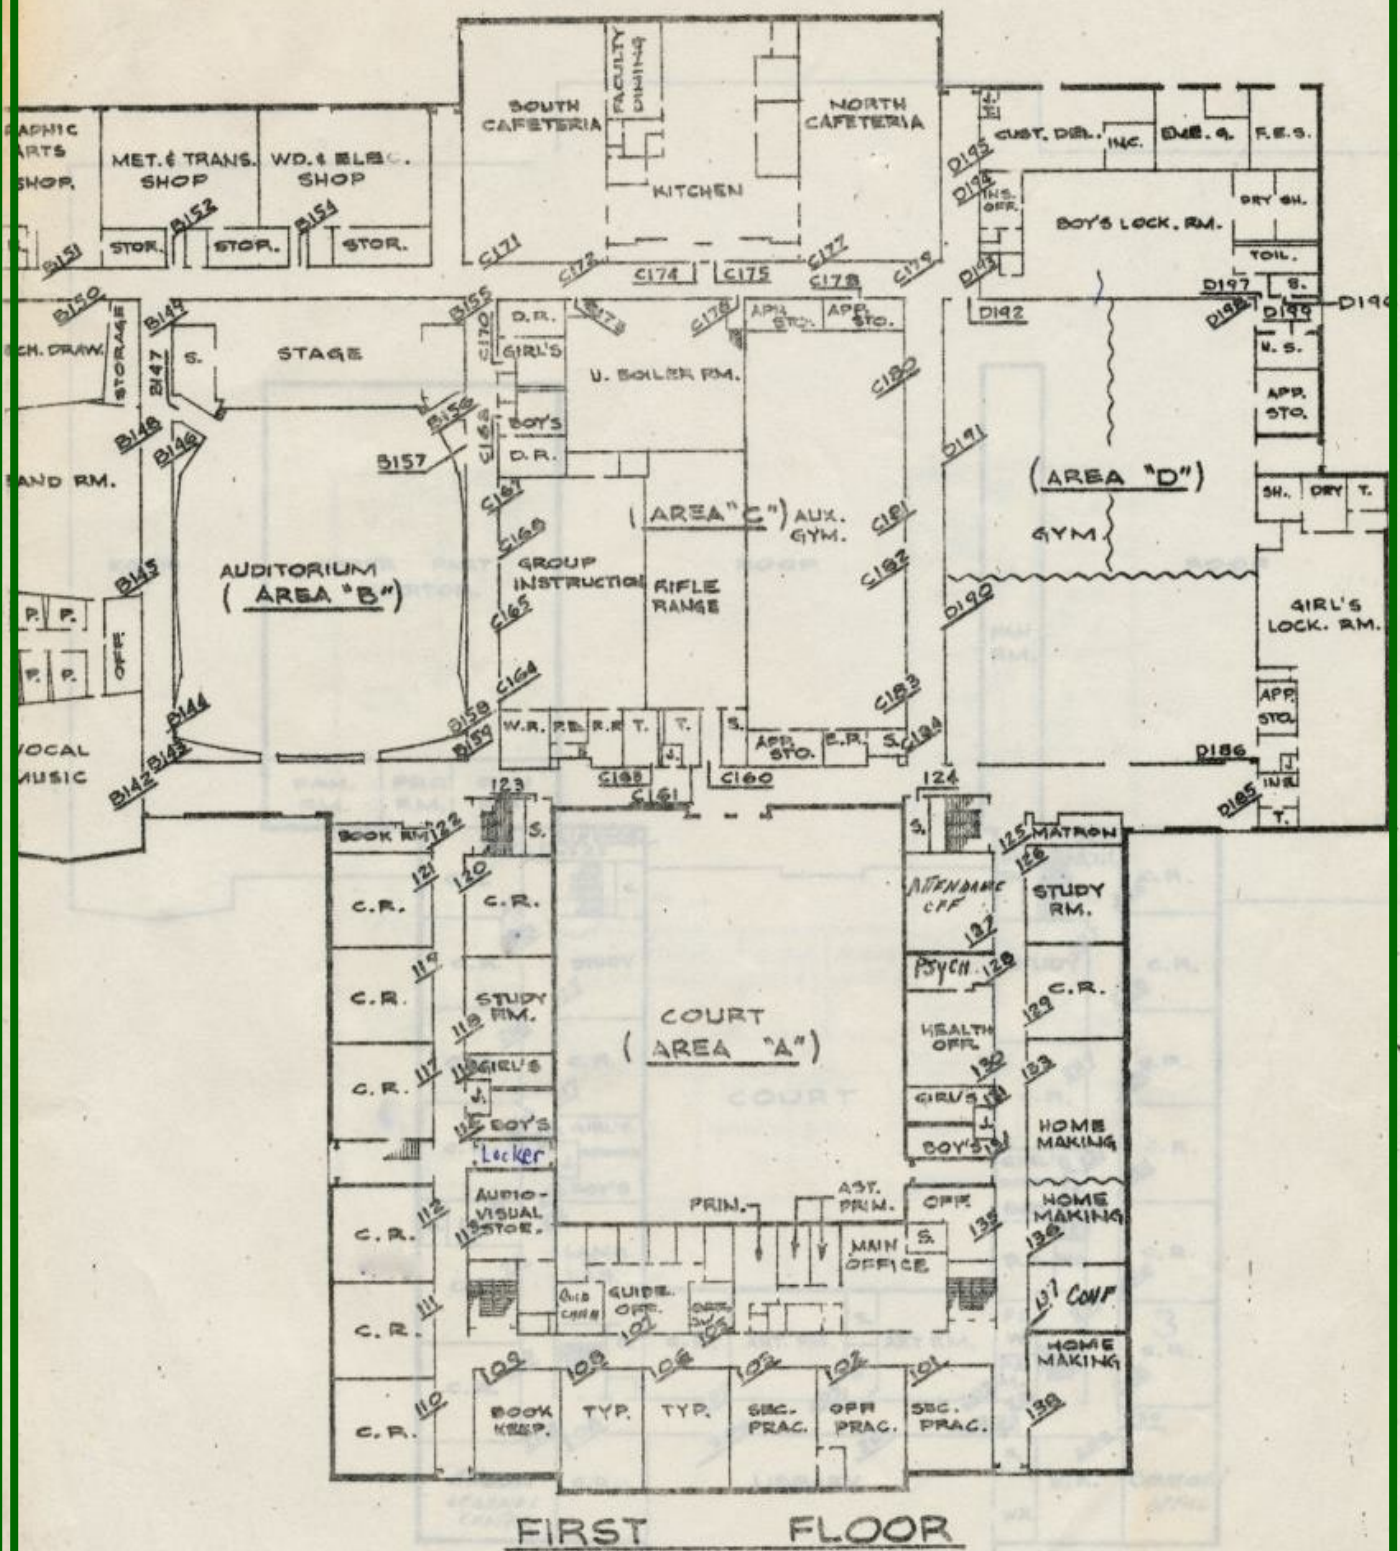 FACULTY
DINING
SOUTH
CAFETERIA
NORTH
CAFETERIA
KITCHEN
CUST. DEL.
INC.
F.E.S.
D195
D194
INS.
OFF.
BOY'S LOCK. RM.
DRY SH.
TOIL.
S.
D193
D192
D197
D198
D199
ARTS
SHOP.
MET. & TRANS.
SHOP
WD. & ELEC.
SHOP
B152
B154
STOR.
STOR.
STOR.
B151
C171
C172
C174
C175
C177
C178
C179
B150
B149
B147
STORAGE
S.
STAGE
B155
C170
D.R.
GIRL'S
C173
C176
APP.
STO.
APP.
STO.
U. BOILER RM.
C180
B148
B146
B156
B157
C168
BOY'S
D.R.
D191
APP.
STO.
AREA "D"
GYM.
SH. DRY T.
C167
C166
C165
C164
AREA "C"
AUX.
GYM.
C181
C182
C183
C184
GROUP
INSTRUCTION
RIFLE
RANGE
AUDITORIUM
(AREA "B")
B145
P. P.
P. P.
OFF.
B144
B143
B142
VOCAL
MUSIC
B158
B159
D190
GIRL'S
LOCK. RM.
APP.
STO.
D186
D185
T.
W.R.
R.R
T.
T.
S.
APP.
STO.
S.
C160
C161
123
124
BOOK RM
122
S.
S.
125
MATRON
126
121
120
C.R.
C.R.
ATTENDANCE
OFF
127
STUDY
RM.
119
C.R.
PSYCH.
128
C.R.
129
STUDY
RM.
118
COURT
(AREA "A")
HEALTH
OFF.
130
117
C.R.
GIRL'S
S.
BOY'S
GIRL'S
131
BOY'S
133
HOME
MAKING
Locker
AUDIO-
VISUAL
STOR.
113
112
C.R.
PRIN.
AST.
PRIN.
OFF.
135
S.
MAIN
OFFICE
HOME
MAKING
136
GUIDE.
OFF.
107
137
CONF
111
C.R.
HOME
MAKING
138
109
108
106
103
102
101
110
C.R.
BOOK
KEEP.
TYP.
TYP.
SEC.
PRAC.
OFF
PRAC.
SEC.
PRAC.
FIRST FLOOR